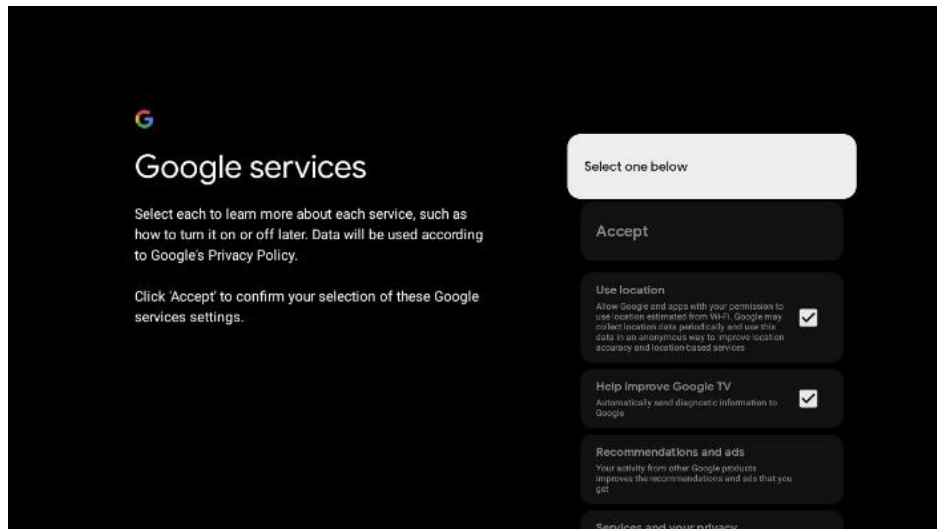 Google services
Select each to learn more about each service, such as
how to turn it on or off later. Data will be used according
to Google's Privacy Policy.
Click 'Accept' to confirm your selection of these Google
services settings.
Select one below
Accept
Use location
Allow Google and apps with your permission to
use location estimated from Wi-Fi. Google may
collect location data periodically and use this
data in an anonymous way to improve location
accuracy and location-based services
Help improve Google TV
Automatically send diagnostic information to
Google
Recommendations and ads
Your activity from other Google products
improves the recommendations and ads that you
get
Services and your privacy